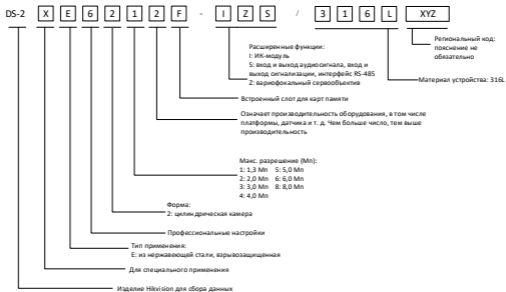 DS-2 X E 6 2 1 2 F - I Z S / 3 1 6 L XYZ
Региональный код:
пояснение не
обязательно
Материал устройства: 316L
Расширенные функции:
I: ИК-модуль
S: вход и выход аудиосигнала, вход и
выход сигнализации, интерфейс RS-485
Z: вариофокальный сервообъектив
Встроенный слот для карт памяти
Означает производительность оборудования, в том числе
платформы, датчика и т. д. Чем больше число, тем выше
производительность
Макс. разрешение (Мп):
1: 1,3 Мп 5: 5,0 Мп
2: 2,0 Мп 6: 6,0 Мп
3: 3,0 Мп 8: 8,0 Мп
4: 4,0 Мп
Форма:
2: цилиндрическая камера
Профессиональные настройки
Тип применения:
E: из нержавеющей стали, взрывозащищенная
Для специального применения
Изделие Hikvision для сбора данных